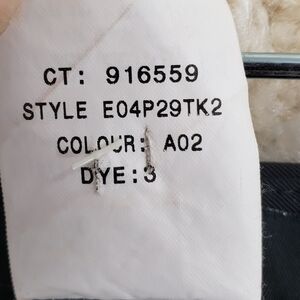 CT: 916559
STYLE E04P29TK2
COLOUR: A02
DYE:3